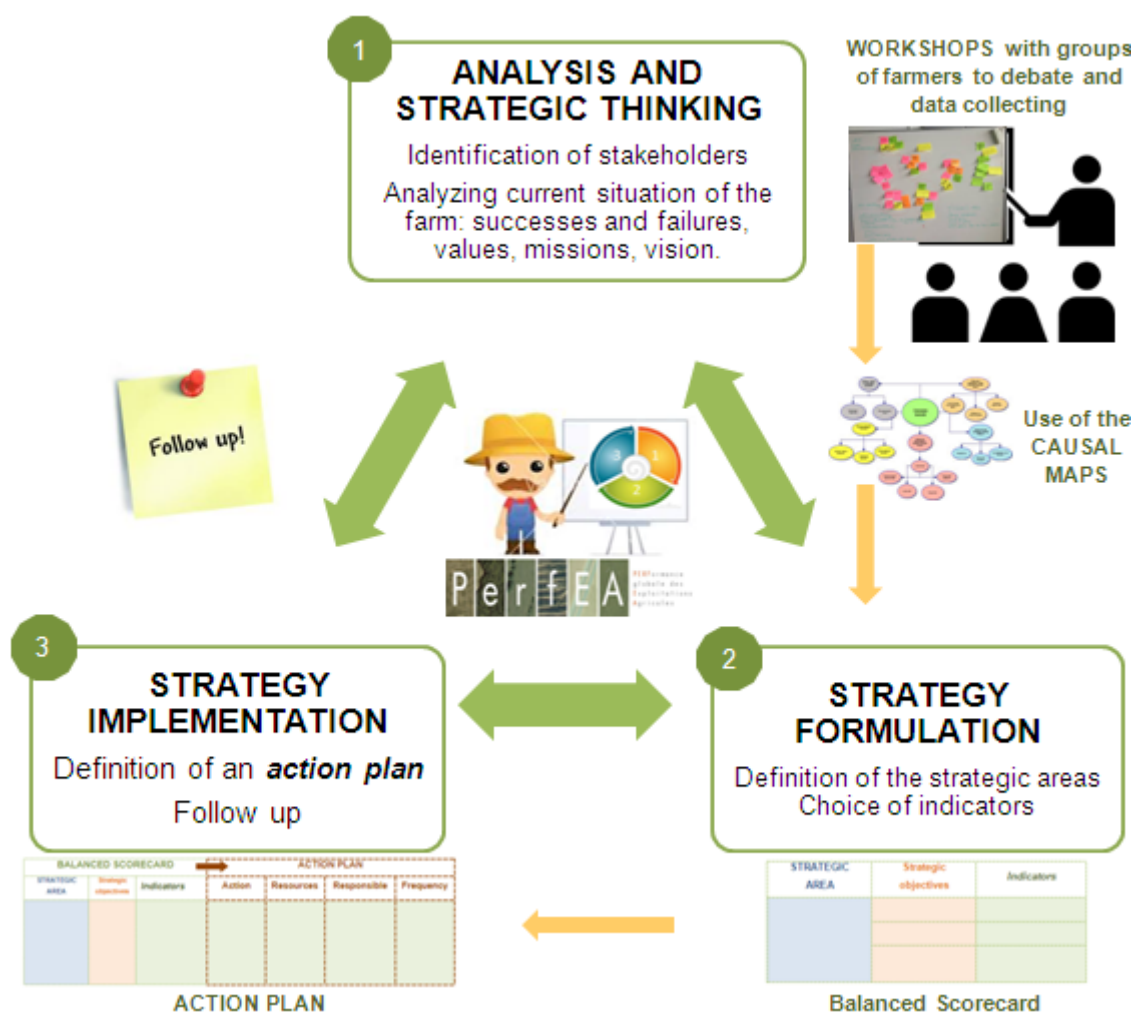 1
ANALYSIS AND
STRATEGIC THINKING
Identification of stakeholders
Analyzing current situation of the
farm: successes and failures,
values, missions, vision.
WORKSHOPS with groups
of farmers to debate and
data collecting
Follow up!
3
1
2
Use of the
CAUSAL
MAPS
PerfEA
PERFormance
globale des
Exploitations
Agricoles
3
STRATEGY
IMPLEMENTATION
Definition of an action plan
Follow up
2
STRATEGY
FORMULATION
Definition of the strategic areas
Choice of indicators
BALANCED SCORECARD
ACTION PLAN
STRATEGIC
AREA
Strategic
objectives
Indicators
Action
Resources
Responsible
Frequency
ACTION PLAN
STRATEGIC
AREA
Strategic
objectives
Indicators
Balanced Scorecard